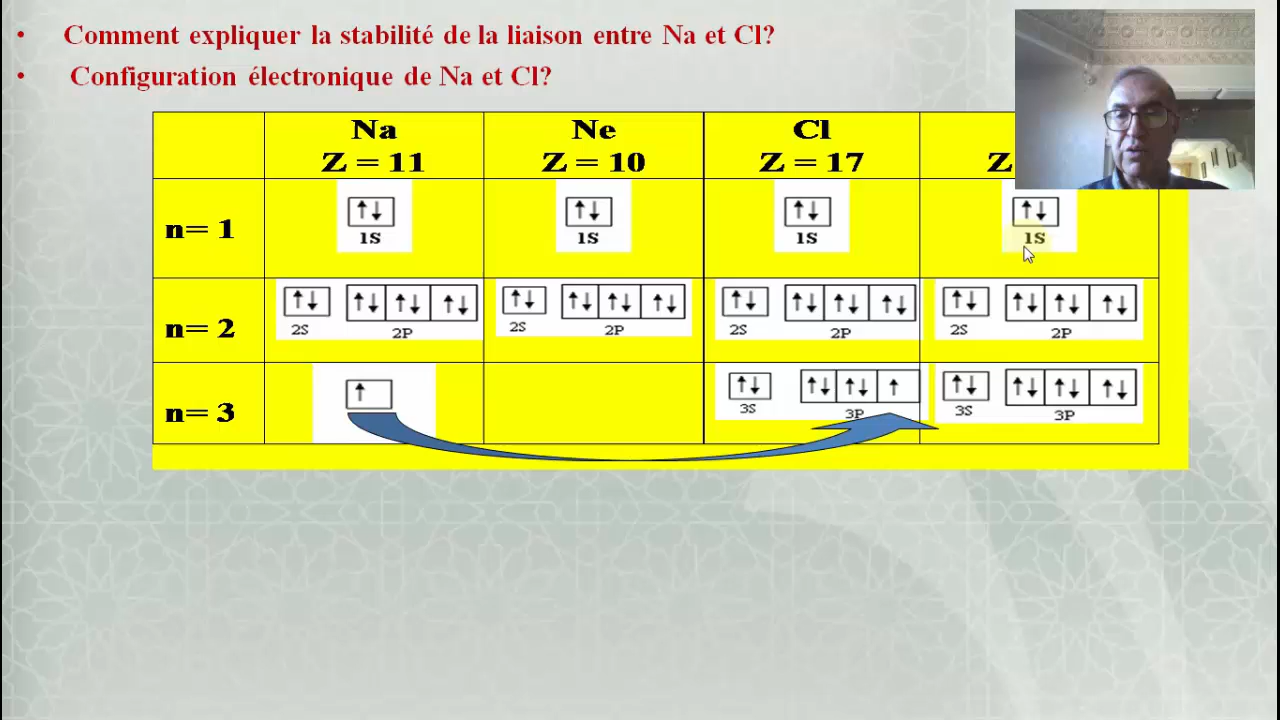 • Comment expliquer la stabilité de la liaison entre Na et Cl?
• Configuration électronique de Na et Cl?
Na Ne Cl
Z = 11 Z = 10 Z = 17 Z
n= 1
1S 1S 1S 1S
n= 2
2S 2P 2S 2P 2S 2P 2S 2P
n= 3
3S 3P 3S 3P